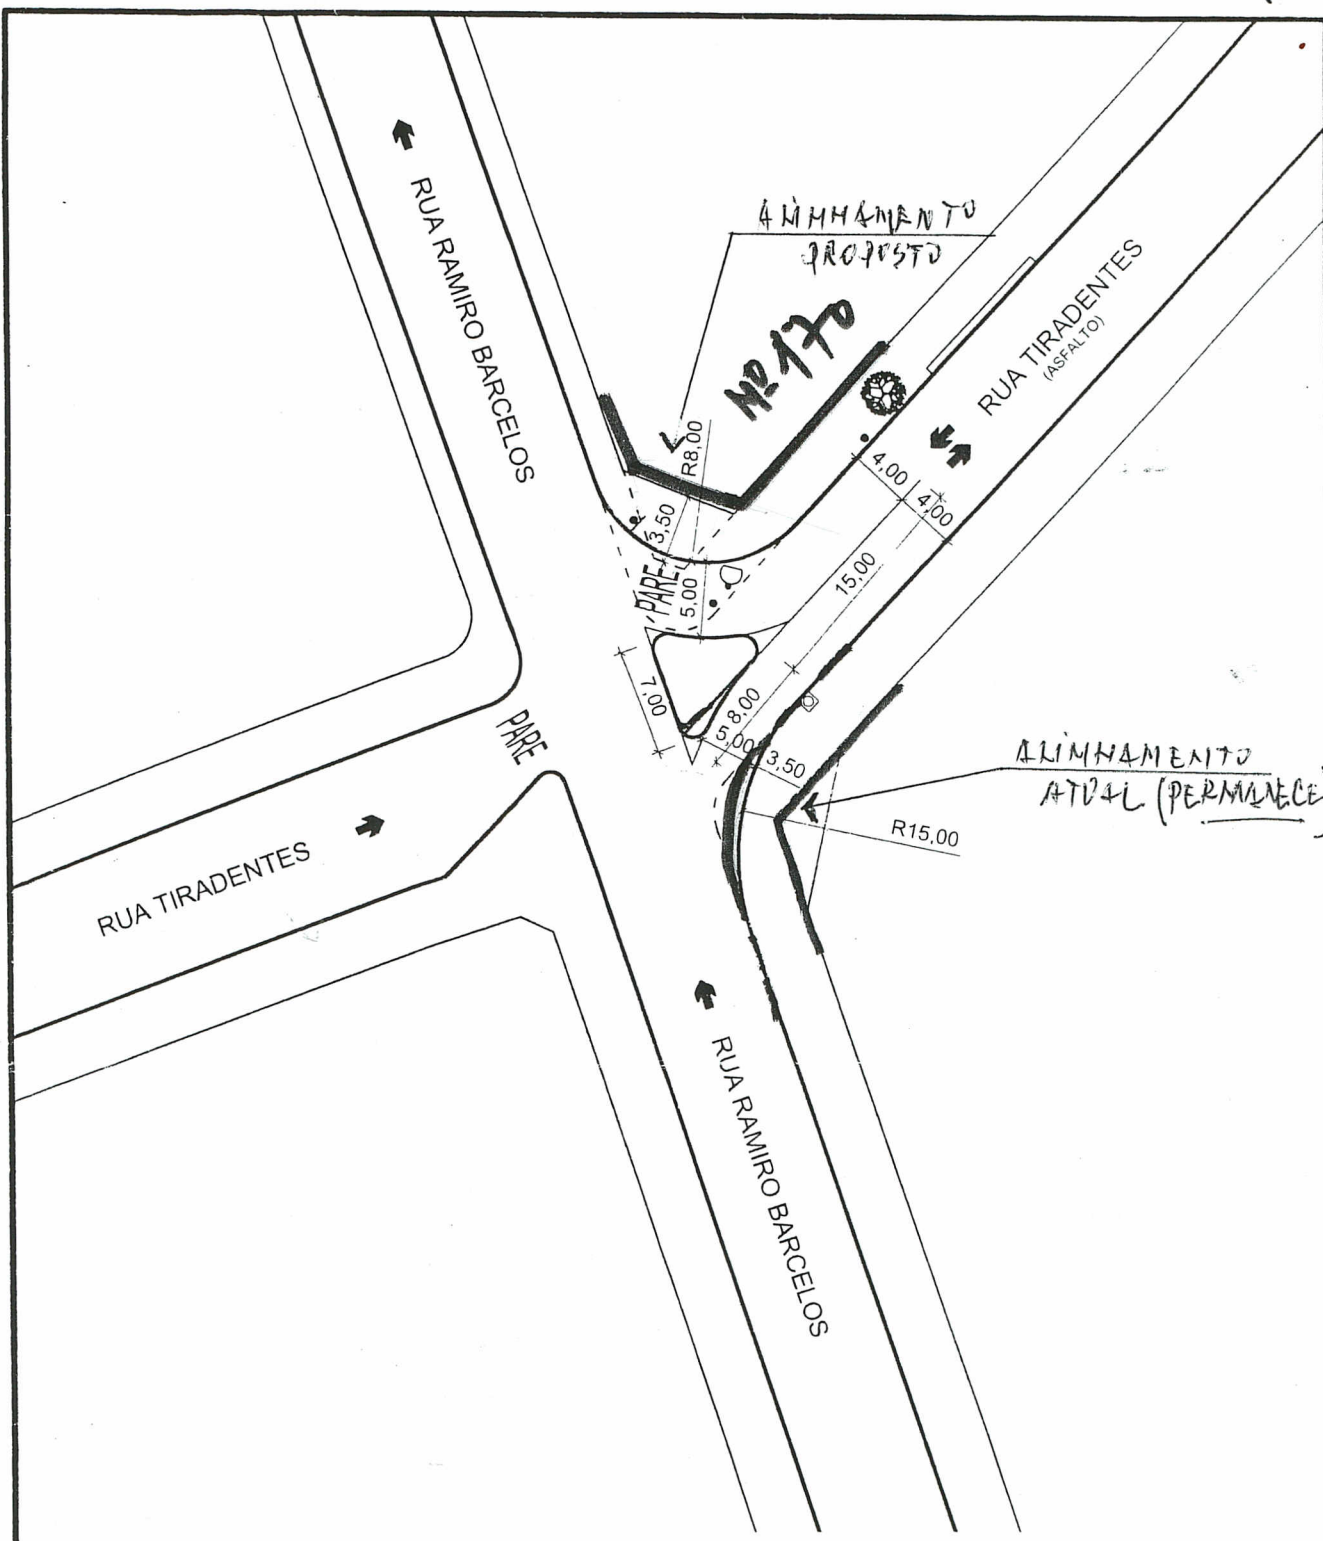 RUA RAMIRO BARCELOS
ALINHAMENTO
PROPOSTO
Nº 170
RUA TIRADENTES
(ASFALTO)
R8,00
3,50
PARE
5,00
4,00
4,00
15,00
7,00
8,00
5,00
3,50
PARE
ALINHAMENTO
ATUAL (PERMANECE)
R15,00
RUA TIRADENTES
RUA RAMIRO BARCELOS